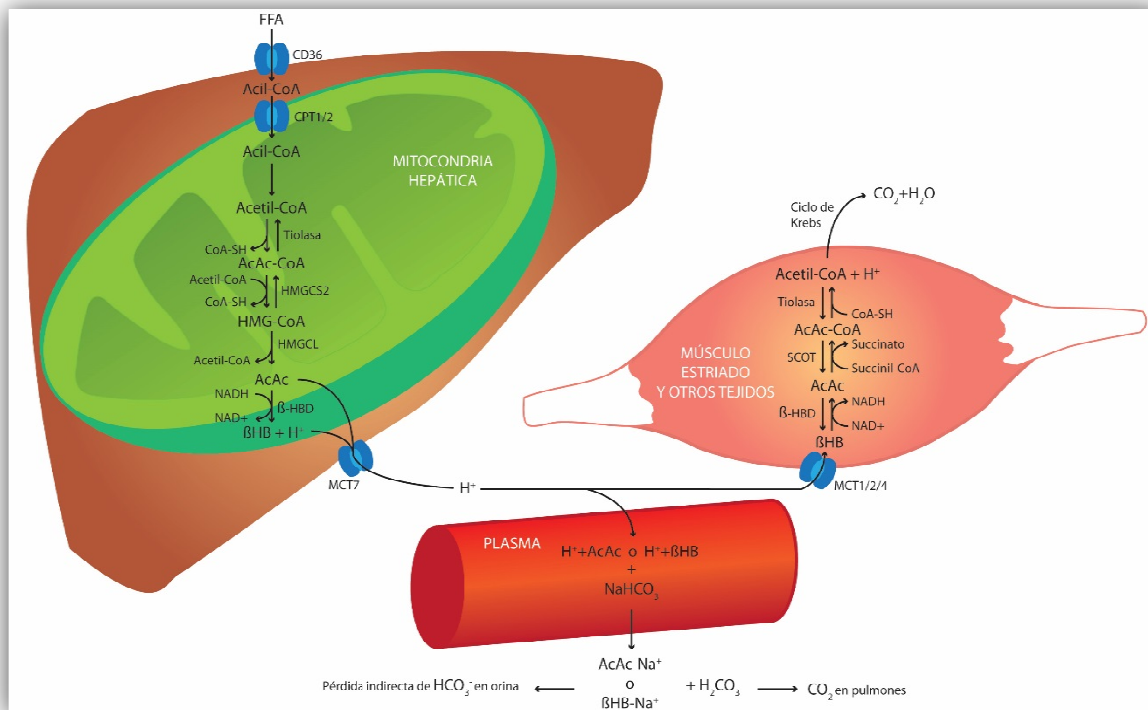 FFA
CD36
Acil-CoA
CPT1/2
Acil-CoA
MITOCONDRIA
HEPÁTICA
Acetil-CoA
CoA-SH
Tiolasa
AcAc-CoA
Acetil-CoA
CoA-SH
HMGCS2
HMG-CoA
HMGCL
Acetil-CoA
AcAc
NADH
NAD+
ß-HBD
ßHB + H⁺
MCT7
H⁺
CO₂+H₂O
Ciclo de
Krebs
Acetil-CoA + H⁺
Tiolasa
CoA-SH
AcAc-CoA
MÚSCULO
ESTRIADO
Y OTROS TEJIDOS
SCOT
Succinato
Succinil CoA
AcAc
ß-HBD
NADH
NAD+
ßHB
MCT1/2/4
PLASMA
H⁺+AcAc o H⁺+ßHB
+
NaHCO₃
AcAc Na⁺
o
ßHB-Na⁺
+ H₂CO₃
Pérdida indirecta de HCO₃⁻ en orina
CO₂ en pulmones